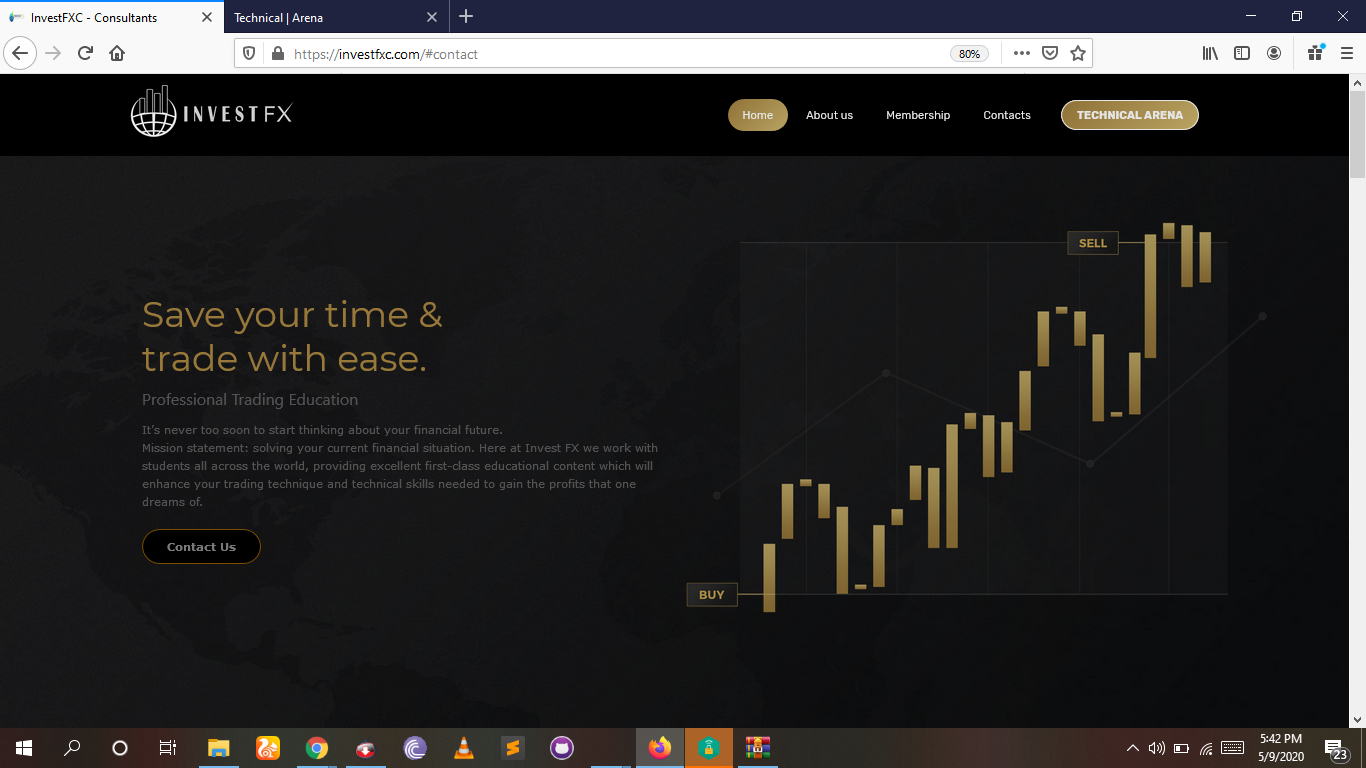 InvestFXC - Consultants
Technical | Arena
https://investfxc.com/#contact
80%
INVEST FX
Home
About us
Membership
Contacts
TECHNICAL ARENA
SELL
Save your time &
trade with ease.
Professional Trading Education
It's never too soon to start thinking about your financial future.
Mission statement: solving your current financial situation. Here at Invest FX we work with
students all across the world, providing excellent first-class educational content which will
enhance your trading technique and technical skills needed to gain the profits that one
dreams of.
Contact Us
BUY
5:42 PM
5/9/2020
23